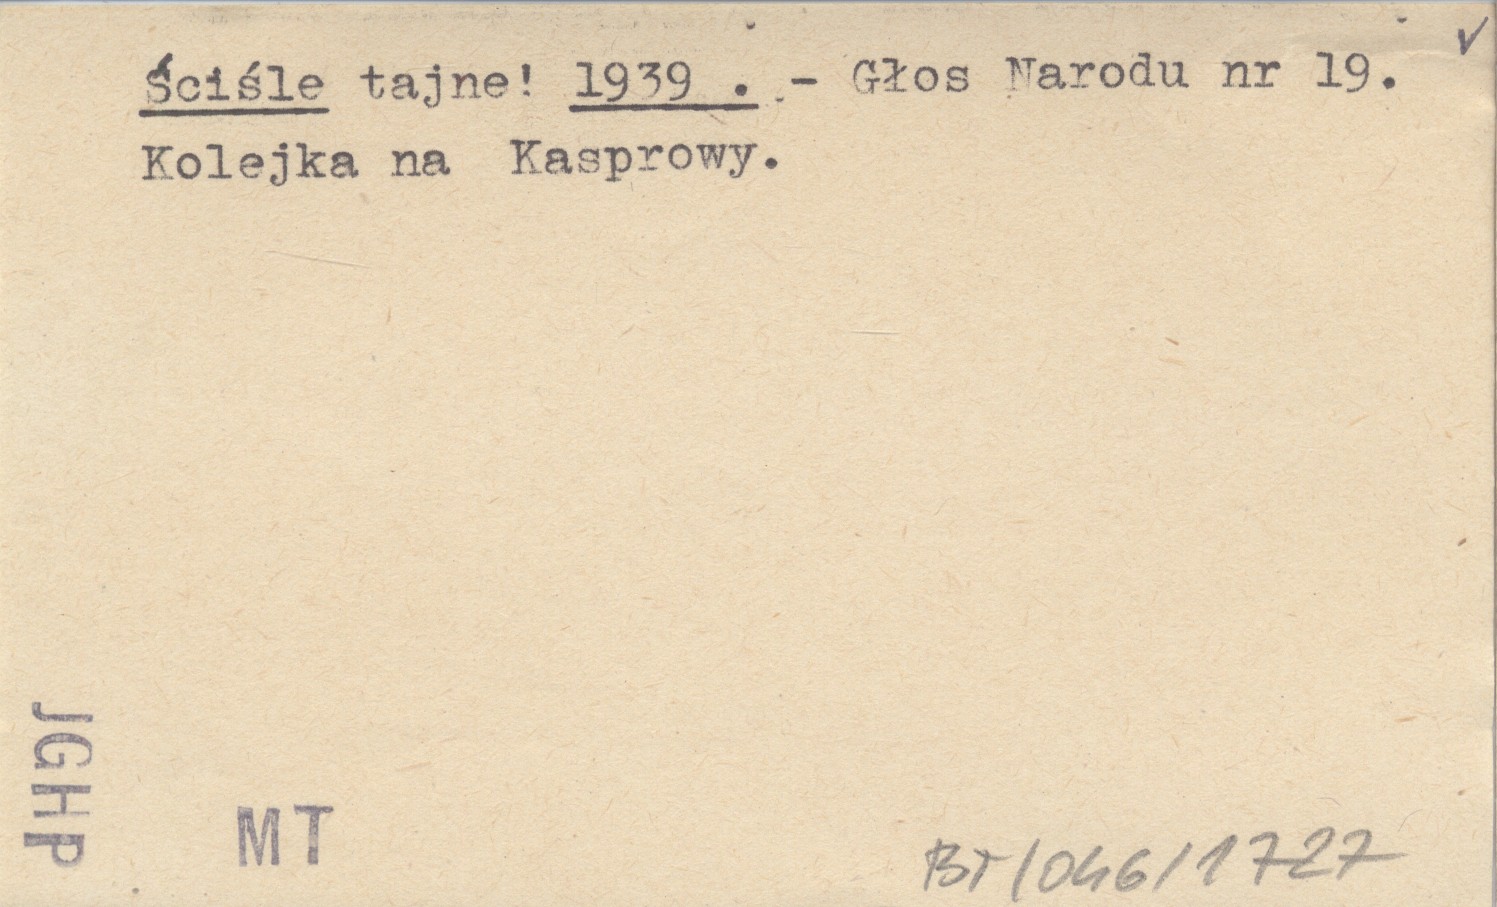 Ściśle tajne! 1939 . - Głos Narodu nr 19.
Kolejka na Kasprowy.
JGHP
MT
BT/046/1727